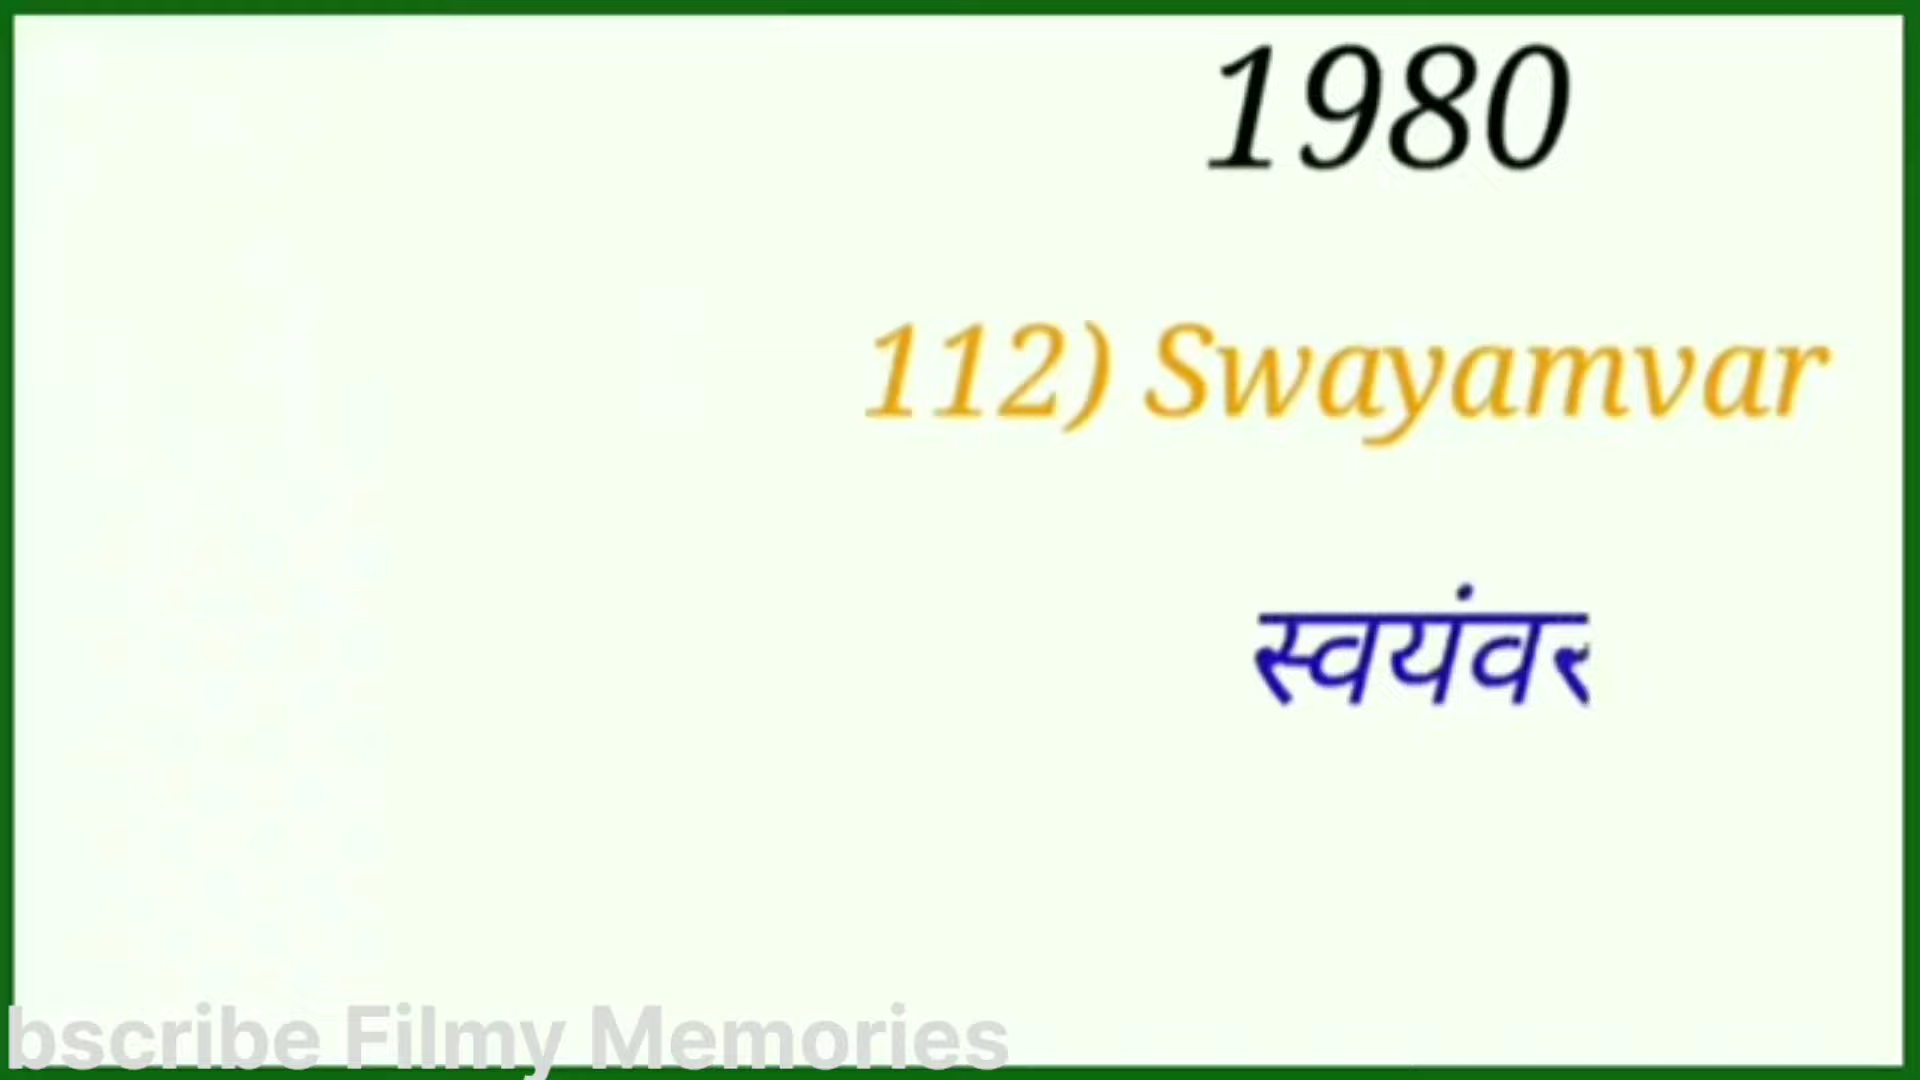 1980
112) Swayamvar
स्वयंवर
bscribe Filmy Memories